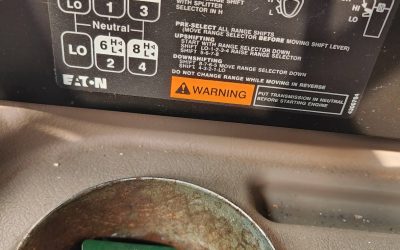 LO 1 3
Neutral
LO 6 H L 8 H L
2 4
EATON
WITH SPLITTER
SELECTOR IN H
PRE-SELECT ALL RANGE SHIFTS
(MOVE RANGE SELECTOR BEFORE MOVING SHIFT LEVER)
UPSHIFTING
START WITH RANGE SELECTOR DOWN
SHIFT LO-1-2-3-4 RAISE RANGE SELECTOR
SHIFT 5-6-7-8
DOWNSHIFTING
SHIFT 8-7-6-5 MOVE RANGE SELECTOR DOWN
SHIFT 4-3-2-1-LO
DO NOT CHANGE RANGE WHILE MOVING IN REVERSE
WARNING
PUT TRANSMISSION IN NEUTRAL
BEFORE STARTING ENGINE